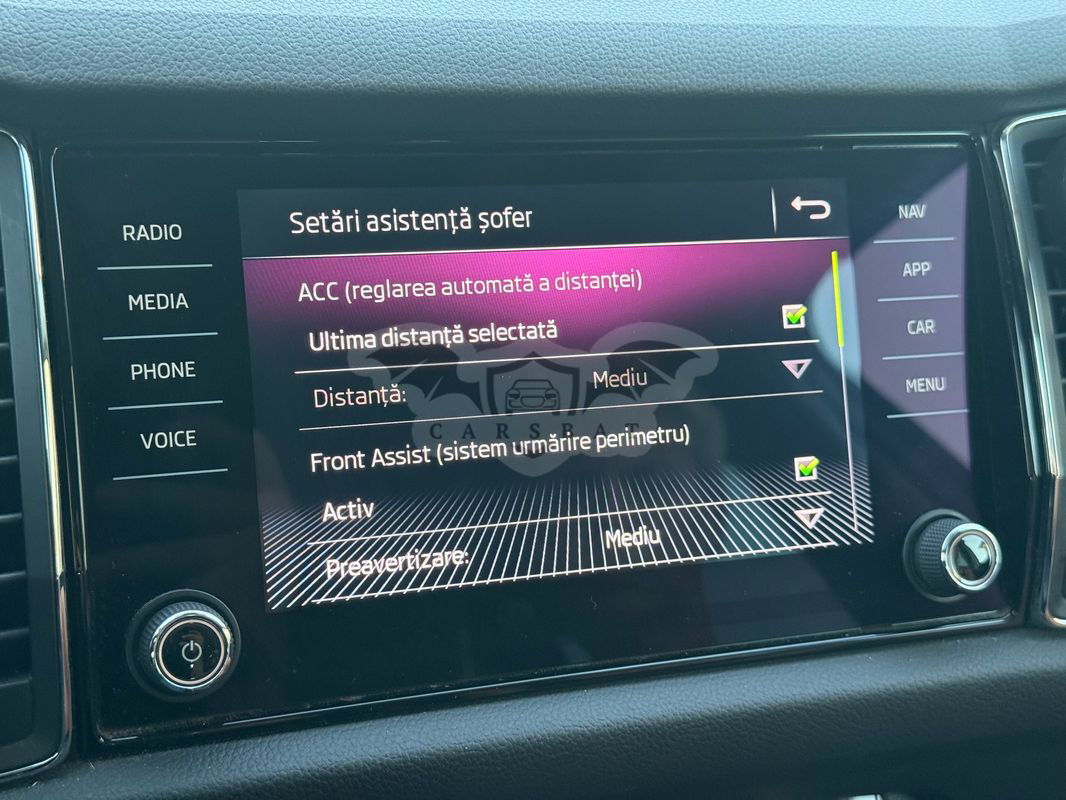 RADIO
MEDIA
PHONE
VOICE
Setări asistență șofer
ACC (reglarea automată a distanței)
Ultima distanță selectată
Distanță: Mediu
Front Assist (sistem urmărire perimetru)
Activ
Preavertizare: Mediu
NAV
APP
CAR
MENU
CARSBAT